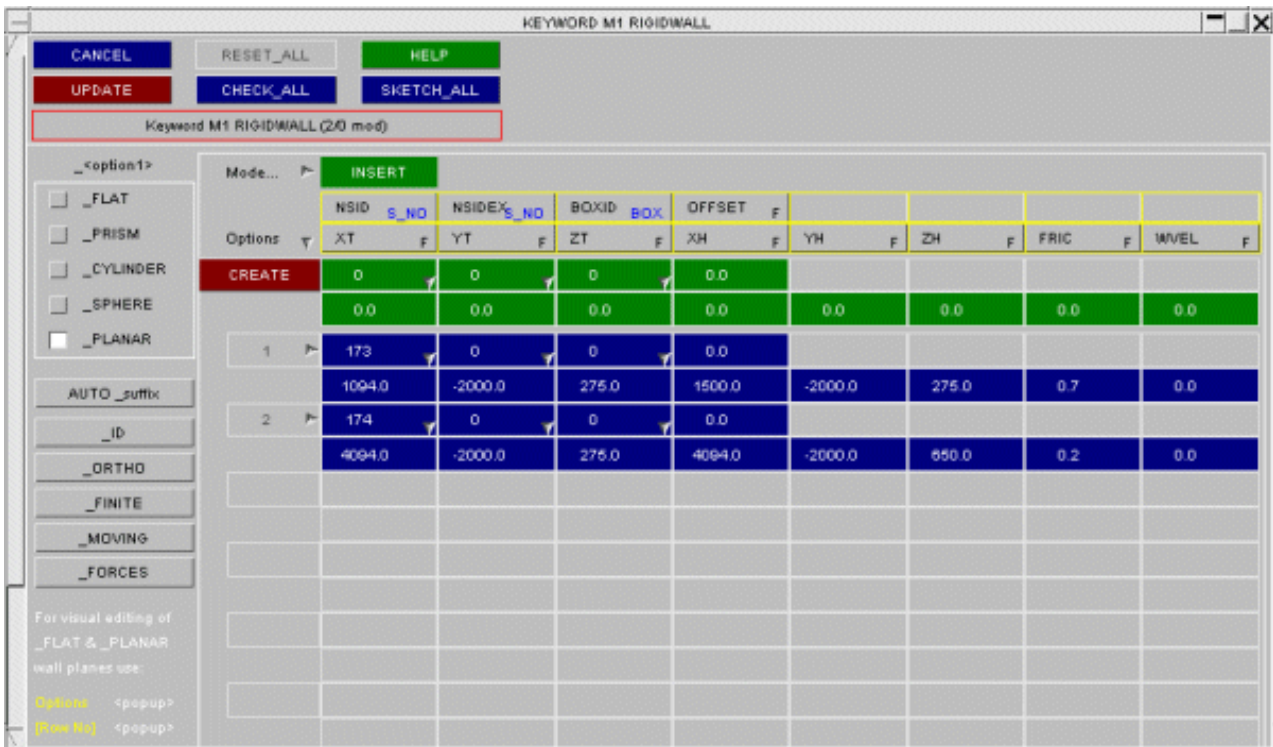 KEYWORD M1 RIGIDWALL
CANCEL RESET_ALL HELP
UPDATE CHECK_ALL SKETCH_ALL
Keyword M1 RIGIDWALL (2/0 mod)
_<option1>
_FLAT
_PRISM
_CYLINDER
_SPHERE
_PLANAR
AUTO _suffix
_ID
_ORTHO
_FINITE
_MOVING
_FORCES
For visual editing of
_FLAT & _PLANAR
wall planes use:
Options <popup>
[Row No] <popup>
Mode... INSERT
NSID S_NO NSIDEX S_NO BOXID BOX OFFSET F
Options XT F YT F ZT F XH F YH F ZH F FRIC F WVEL F
CREATE 0 0 0 0.0
0.0 0.0 0.0 0.0 0.0 0.0 0.0 0.0
1 173 0 0 0.0
1094.0 -2000.0 275.0 1500.0 -2000.0 275.0 0.7 0.0
2 174 0 0 0.0
4094.0 -2000.0 275.0 4094.0 -2000.0 650.0 0.2 0.0